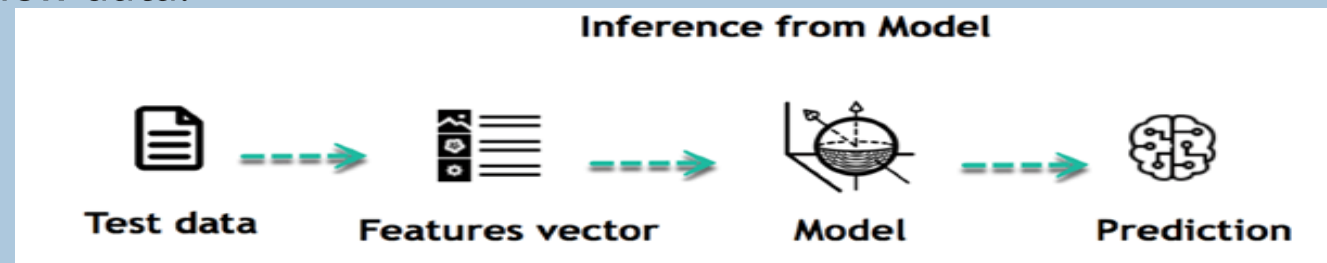 Inference from Model
Test data
Features vector
Model
Prediction